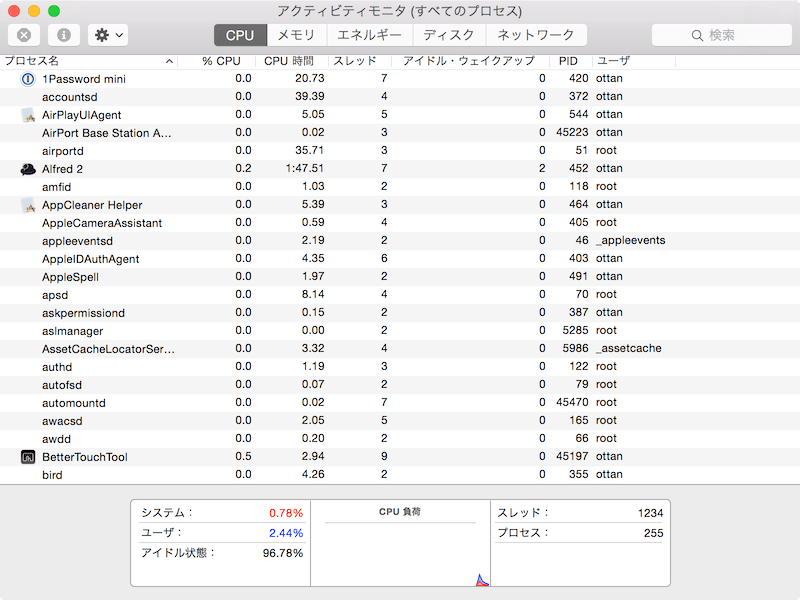 アクティビティモニタ (すべてのプロセス)
CPU メモリ エネルギー ディスク ネットワーク 検索
プロセス名 % CPU CPU 時間 スレッド アイドル・ウェイクアップ PID ユーザ
1Password mini 0.0 20.73 7 0 420 ottan
accountsd 0.0 39.39 4 0 372 ottan
AirPlayUIAgent 0.0 5.05 5 0 544 ottan
AirPort Base Station A... 0.0 0.02 3 0 45223 ottan
airportd 0.0 35.71 3 0 51 root
Alfred 2 0.2 1:47.51 7 2 452 ottan
amfid 0.0 1.03 2 0 118 root
AppCleaner Helper 0.0 5.39 3 0 464 ottan
AppleCameraAssistant 0.0 0.59 4 0 405 root
appleeventsd 0.0 2.19 2 0 46 _appleevents
AppleIDAuthAgent 0.0 4.35 6 0 403 ottan
AppleSpell 0.0 1.97 2 0 491 ottan
apsd 0.0 8.14 4 0 70 root
askpermissiond 0.0 0.15 2 0 387 ottan
aslmanager 0.0 0.00 2 0 5285 root
AssetCacheLocatorSer... 0.0 3.32 4 0 5986 _assetcache
authd 0.0 1.19 3 0 122 root
autofsd 0.0 0.07 2 0 79 root
automountd 0.0 0.02 7 0 45470 root
awacsd 0.0 2.05 5 0 165 root
awdd 0.0 0.20 2 0 66 root
BetterTouchTool 0.5 2.94 9 0 45197 ottan
bird 0.0 4.26 2 0 355 ottan
システム： 0.78% CPU 負荷 スレッド： 1234
ユーザ： 2.44% プロセス： 255
アイドル状態： 96.78%